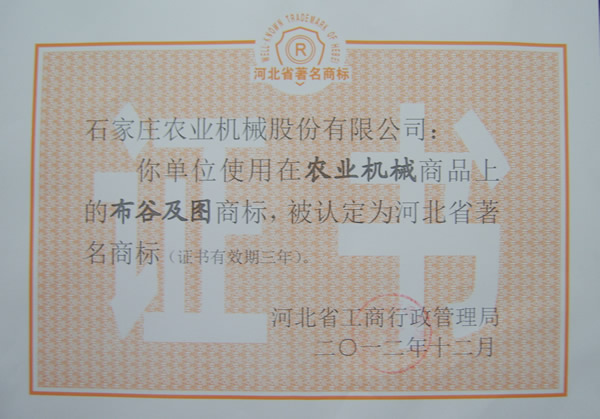 WELL-KNOWN TRADEMARK OF HEBEI
R
河北省著名商标
证书
石家庄农业机械股份有限公司：
你单位使用在农业机械商品上
的布谷及图商标，被认定为河北省著
名商标（证书有效期三年）。
河北省工商行政管理局
二〇一二年十二月